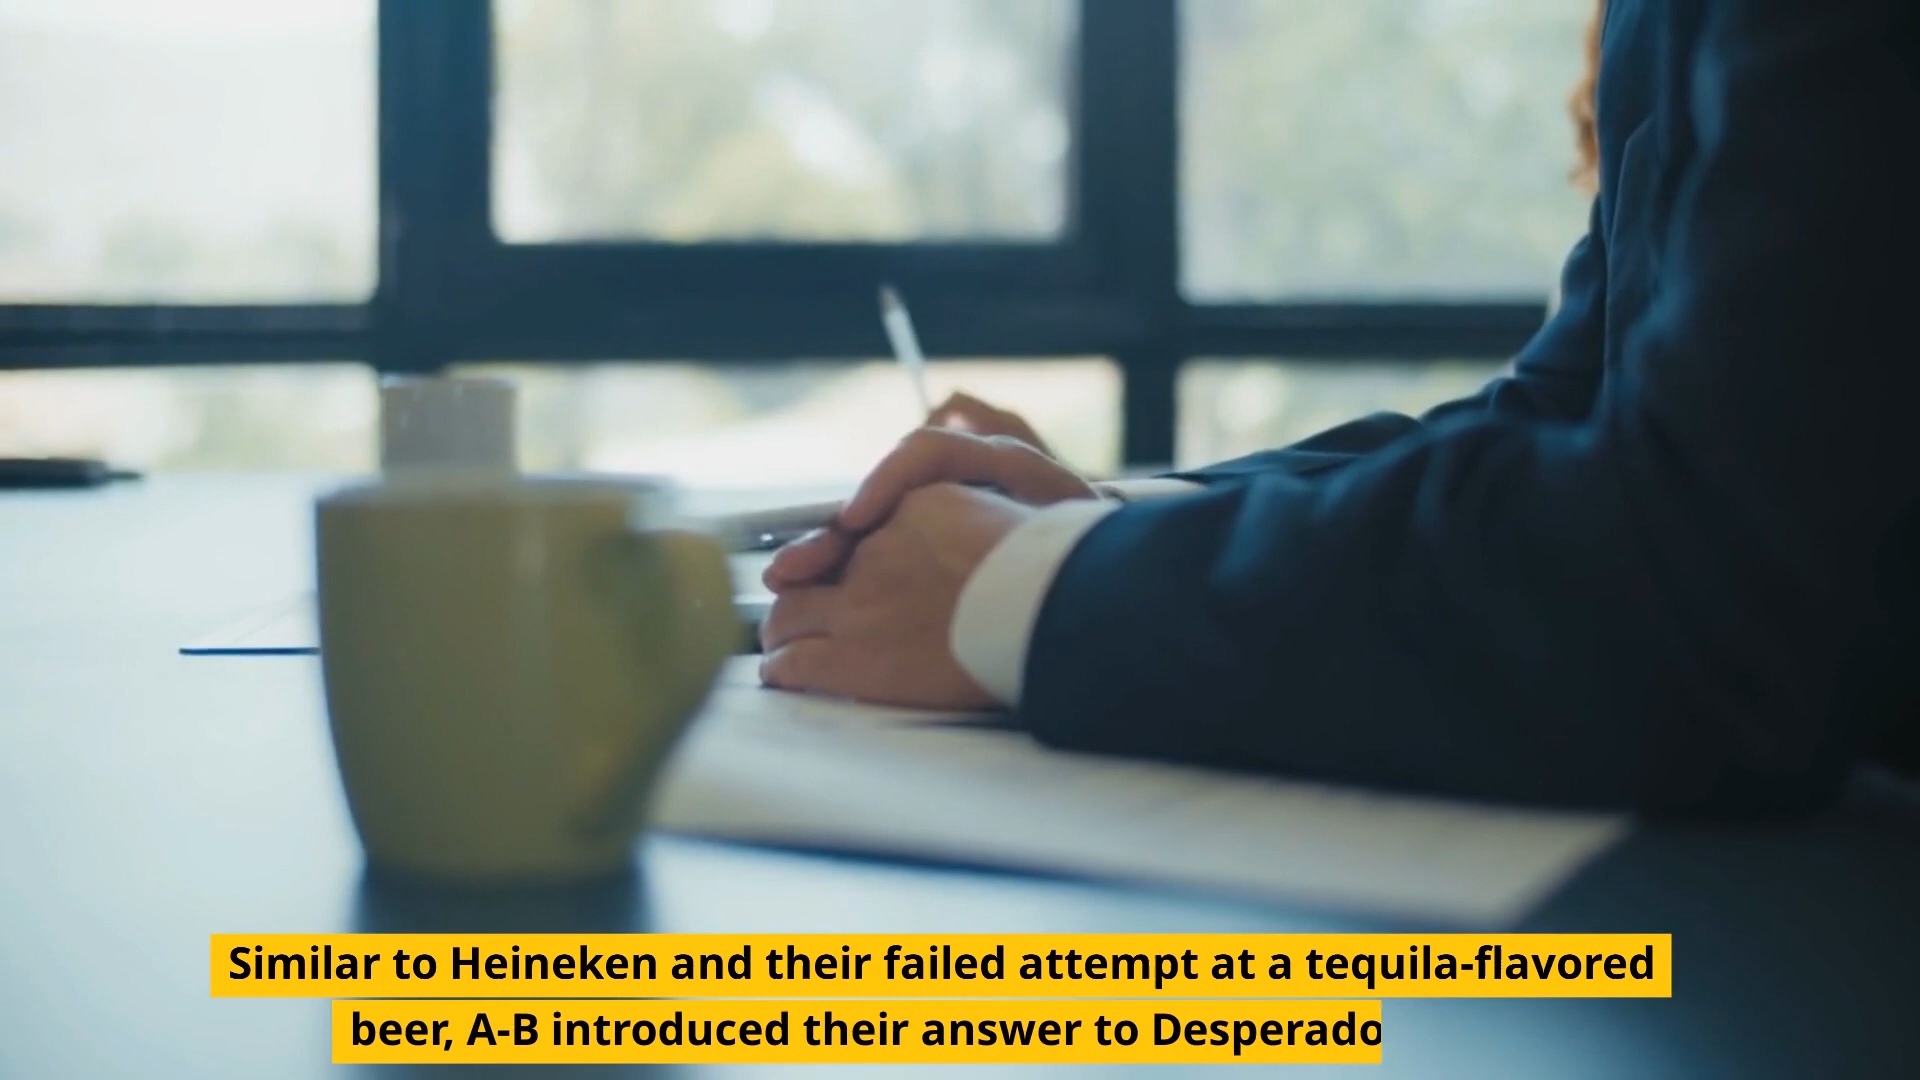 Similar to Heineken and their failed attempt at a tequila-flavored
beer, A-B introduced their answer to Desperado